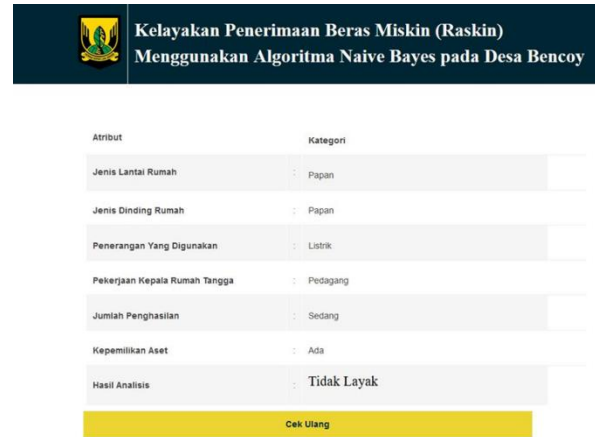 Kelayakan Penerimaan Beras Miskin (Raskin)
Menggunakan Algoritma Naive Bayes pada Desa Bencoy
Atribut Kategori
Jenis Lantai Rumah : Papan
Jenis Dinding Rumah : Papan
Penerangan Yang Digunakan : Listrik
Pekerjaan Kepala Rumah Tangga : Pedagang
Jumlah Penghasilan : Sedang
Kepemilikan Aset : Ada
Hasil Analisis : Tidak Layak
Cek Ulang